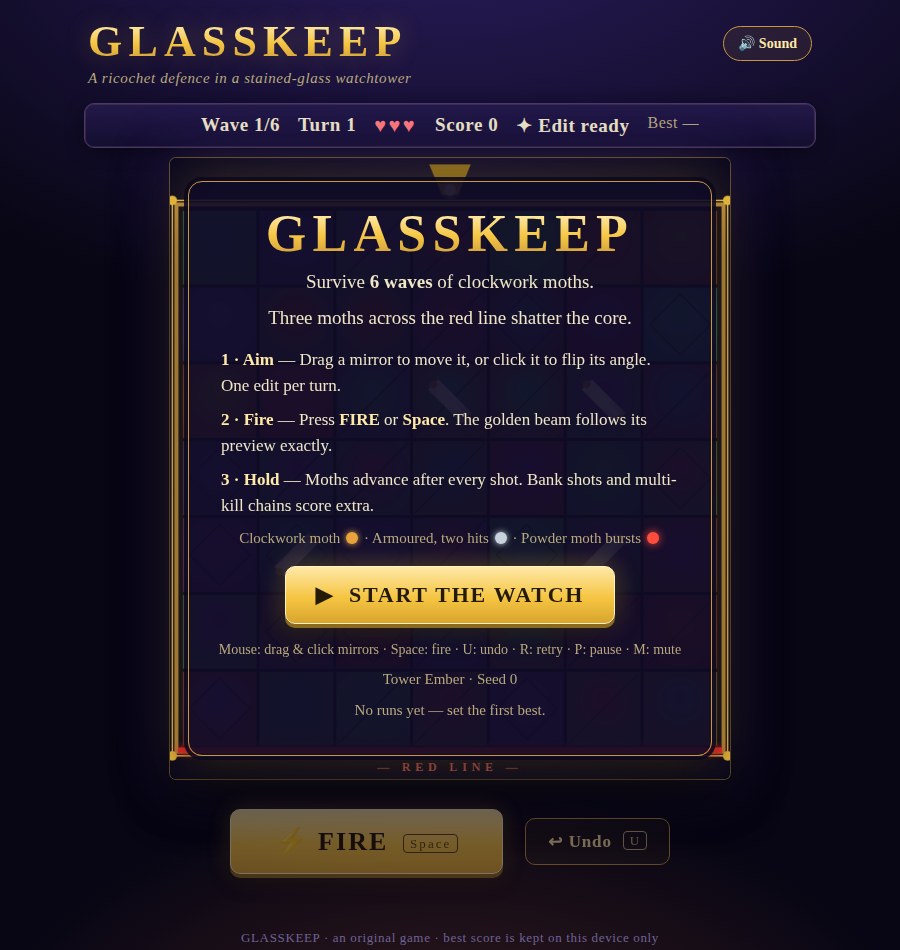 GLASSKEEP
A ricochet defence in a stained-glass watchtower
🔊 Sound
Wave 1/6 Turn 1 ♥♥♥ Score 0 ✦ Edit ready Best —
GLASSKEEP
Survive 6 waves of clockwork moths.
Three moths across the red line shatter the core.
1 · Aim — Drag a mirror to move it, or click it to flip its angle.
One edit per turn.
2 · Fire — Press FIRE or Space. The golden beam follows its
preview exactly.
3 · Hold — Moths advance after every shot. Bank shots and multi-
kill chains score extra.
Clockwork moth · Armoured, two hits · Powder moth bursts
▶ START THE WATCH
Mouse: drag & click mirrors · Space: fire · U: undo · R: retry · P: pause · M: mute
Tower Ember · Seed 0
No runs yet — set the first best.
— RED LINE —
⚡ FIRE Space
↩ Undo U
GLASSKEEP · an original game · best score is kept on this device only